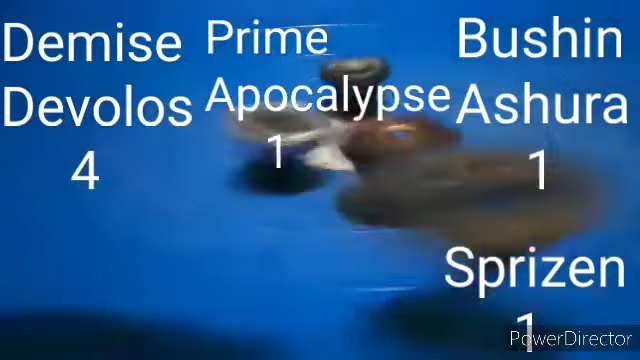 Demise
Devolos
4
Prime
Apocalypse
1
Bushin
Ashura
1
Sprizen
1
PowerDirector